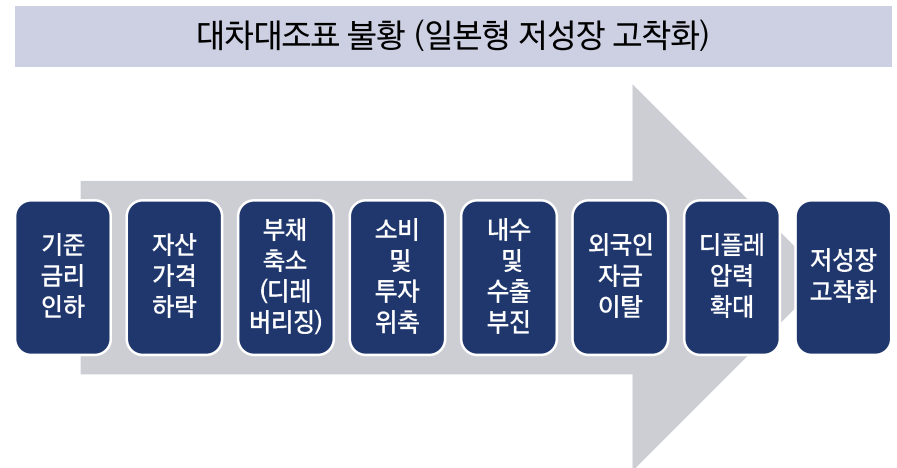 대차대조표 불황 (일본형 저성장 고착화)
기준
금리
인하
자산
가격
하락
부채
축소
(디레
버리징)
소비
및
투자
위축
내수
및
수출
부진
외국인
자금
이탈
디플레
압력
확대
저성장
고착화